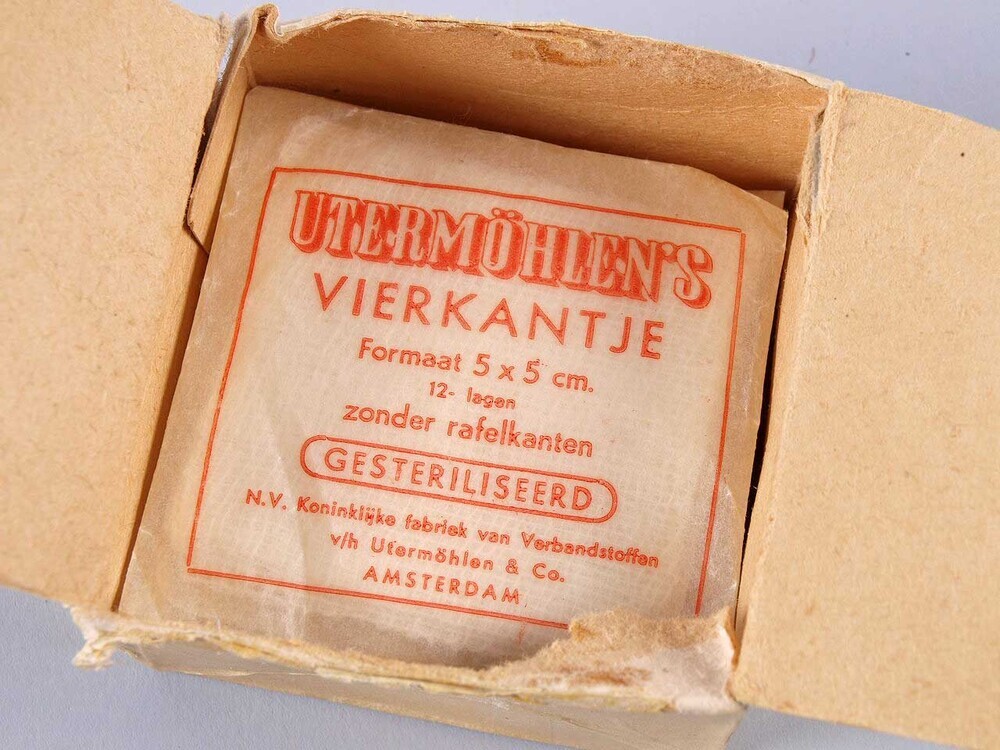 UTERMÖHLEN'S
VIERKANTJE
Formaat 5 x 5 cm.
12- lagen
zonder rafelkanten
GESTERILISEERD
N.V. Koninklijke fabriek van Verbandstoffen
v/h Utermöhlen & Co.
AMSTERDAM